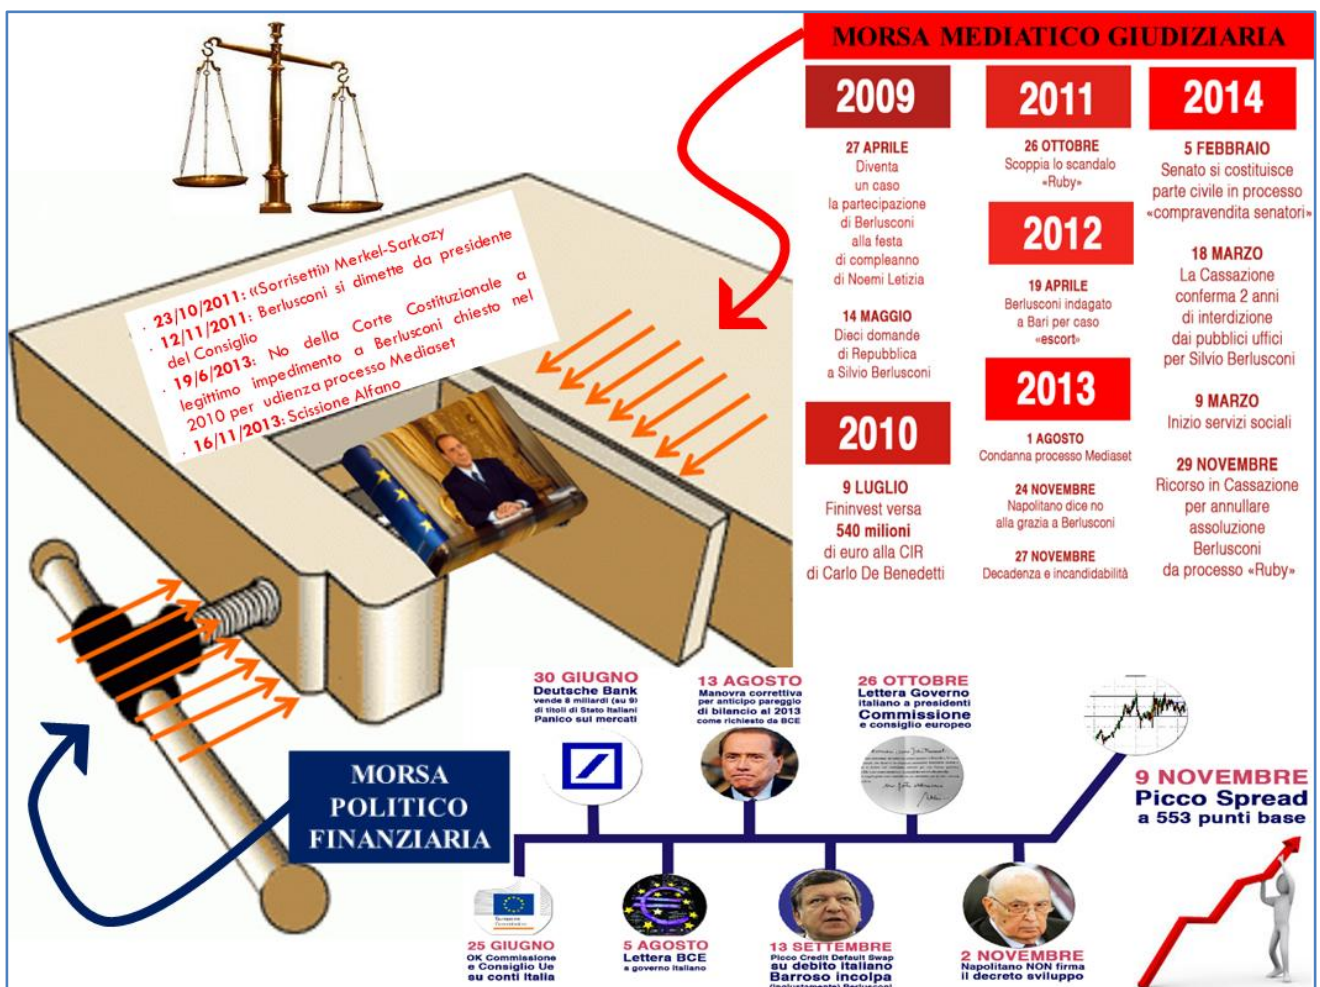 MORSA MEDIATICO GIUDIZIARIA
2009
27 APRILE
Diventa
un caso
la partecipazione
di Berlusconi
alla festa
di compleanno
di Noemi Letizia
14 MAGGIO
Dieci domande
di Repubblica
a Silvio Berlusconi
2010
9 LUGLIO
Fininvest versa
540 milioni
di euro alla CIR
di Carlo De Benedetti
2011
26 OTTOBRE
Scoppia lo scandalo
«Ruby»
2012
19 APRILE
Berlusconi indagato
a Bari per caso
«escort»
2013
1 AGOSTO
Condanna processo Mediaset
24 NOVEMBRE
Napolitano dice no
alla grazia a Berlusconi
27 NOVEMBRE
Decadenza e incandidabilità
2014
5 FEBBRAIO
Senato si costituisce
parte civile in processo
«compravendita senatori»
18 MARZO
La Cassazione
conferma 2 anni
di interdizione
dai pubblici uffici
per Silvio Berlusconi
9 MARZO
Inizio servizi sociali
29 NOVEMBRE
Ricorso in Cassazione
per annullare
assoluzione
Berlusconi
da processo «Ruby»
. 23/10/2011: «Sorrisetti» Merkel-Sarkozy
. 12/11/2011: Berlusconi si dimette da presidente
del Consiglio
. 19/6/2013: No della Corte Costituzionale a
legittimo impedimento a Berlusconi chiesto nel
2010 per udienza processo Mediaset
. 16/11/2013: Scissione Alfano
MORSA
POLITICO
FINANZIARIA
30 GIUGNO
Deutsche Bank
vende 8 miliardi (su 9)
di titoli di Stato Italiani
Panico sui mercati
13 AGOSTO
Manovra correttiva
per anticipo pareggio
di bilancio al 2013
come richiesto da BCE
26 OTTOBRE
Lettera Governo
italiano a presidenti
Commissione
e consiglio europeo
9 NOVEMBRE
Picco Spread
a 553 punti base
25 GIUGNO
OK Commissione
e Consiglio Ue
su conti Italia
5 AGOSTO
Lettera BCE
a governo italiano
13 SETTEMBRE
Picco Credit Default Swap
su debito italiano
Barroso incolpa
(ingiustamente) Berlusconi
2 NOVEMBRE
Napolitano NON firma
il decreto sviluppo